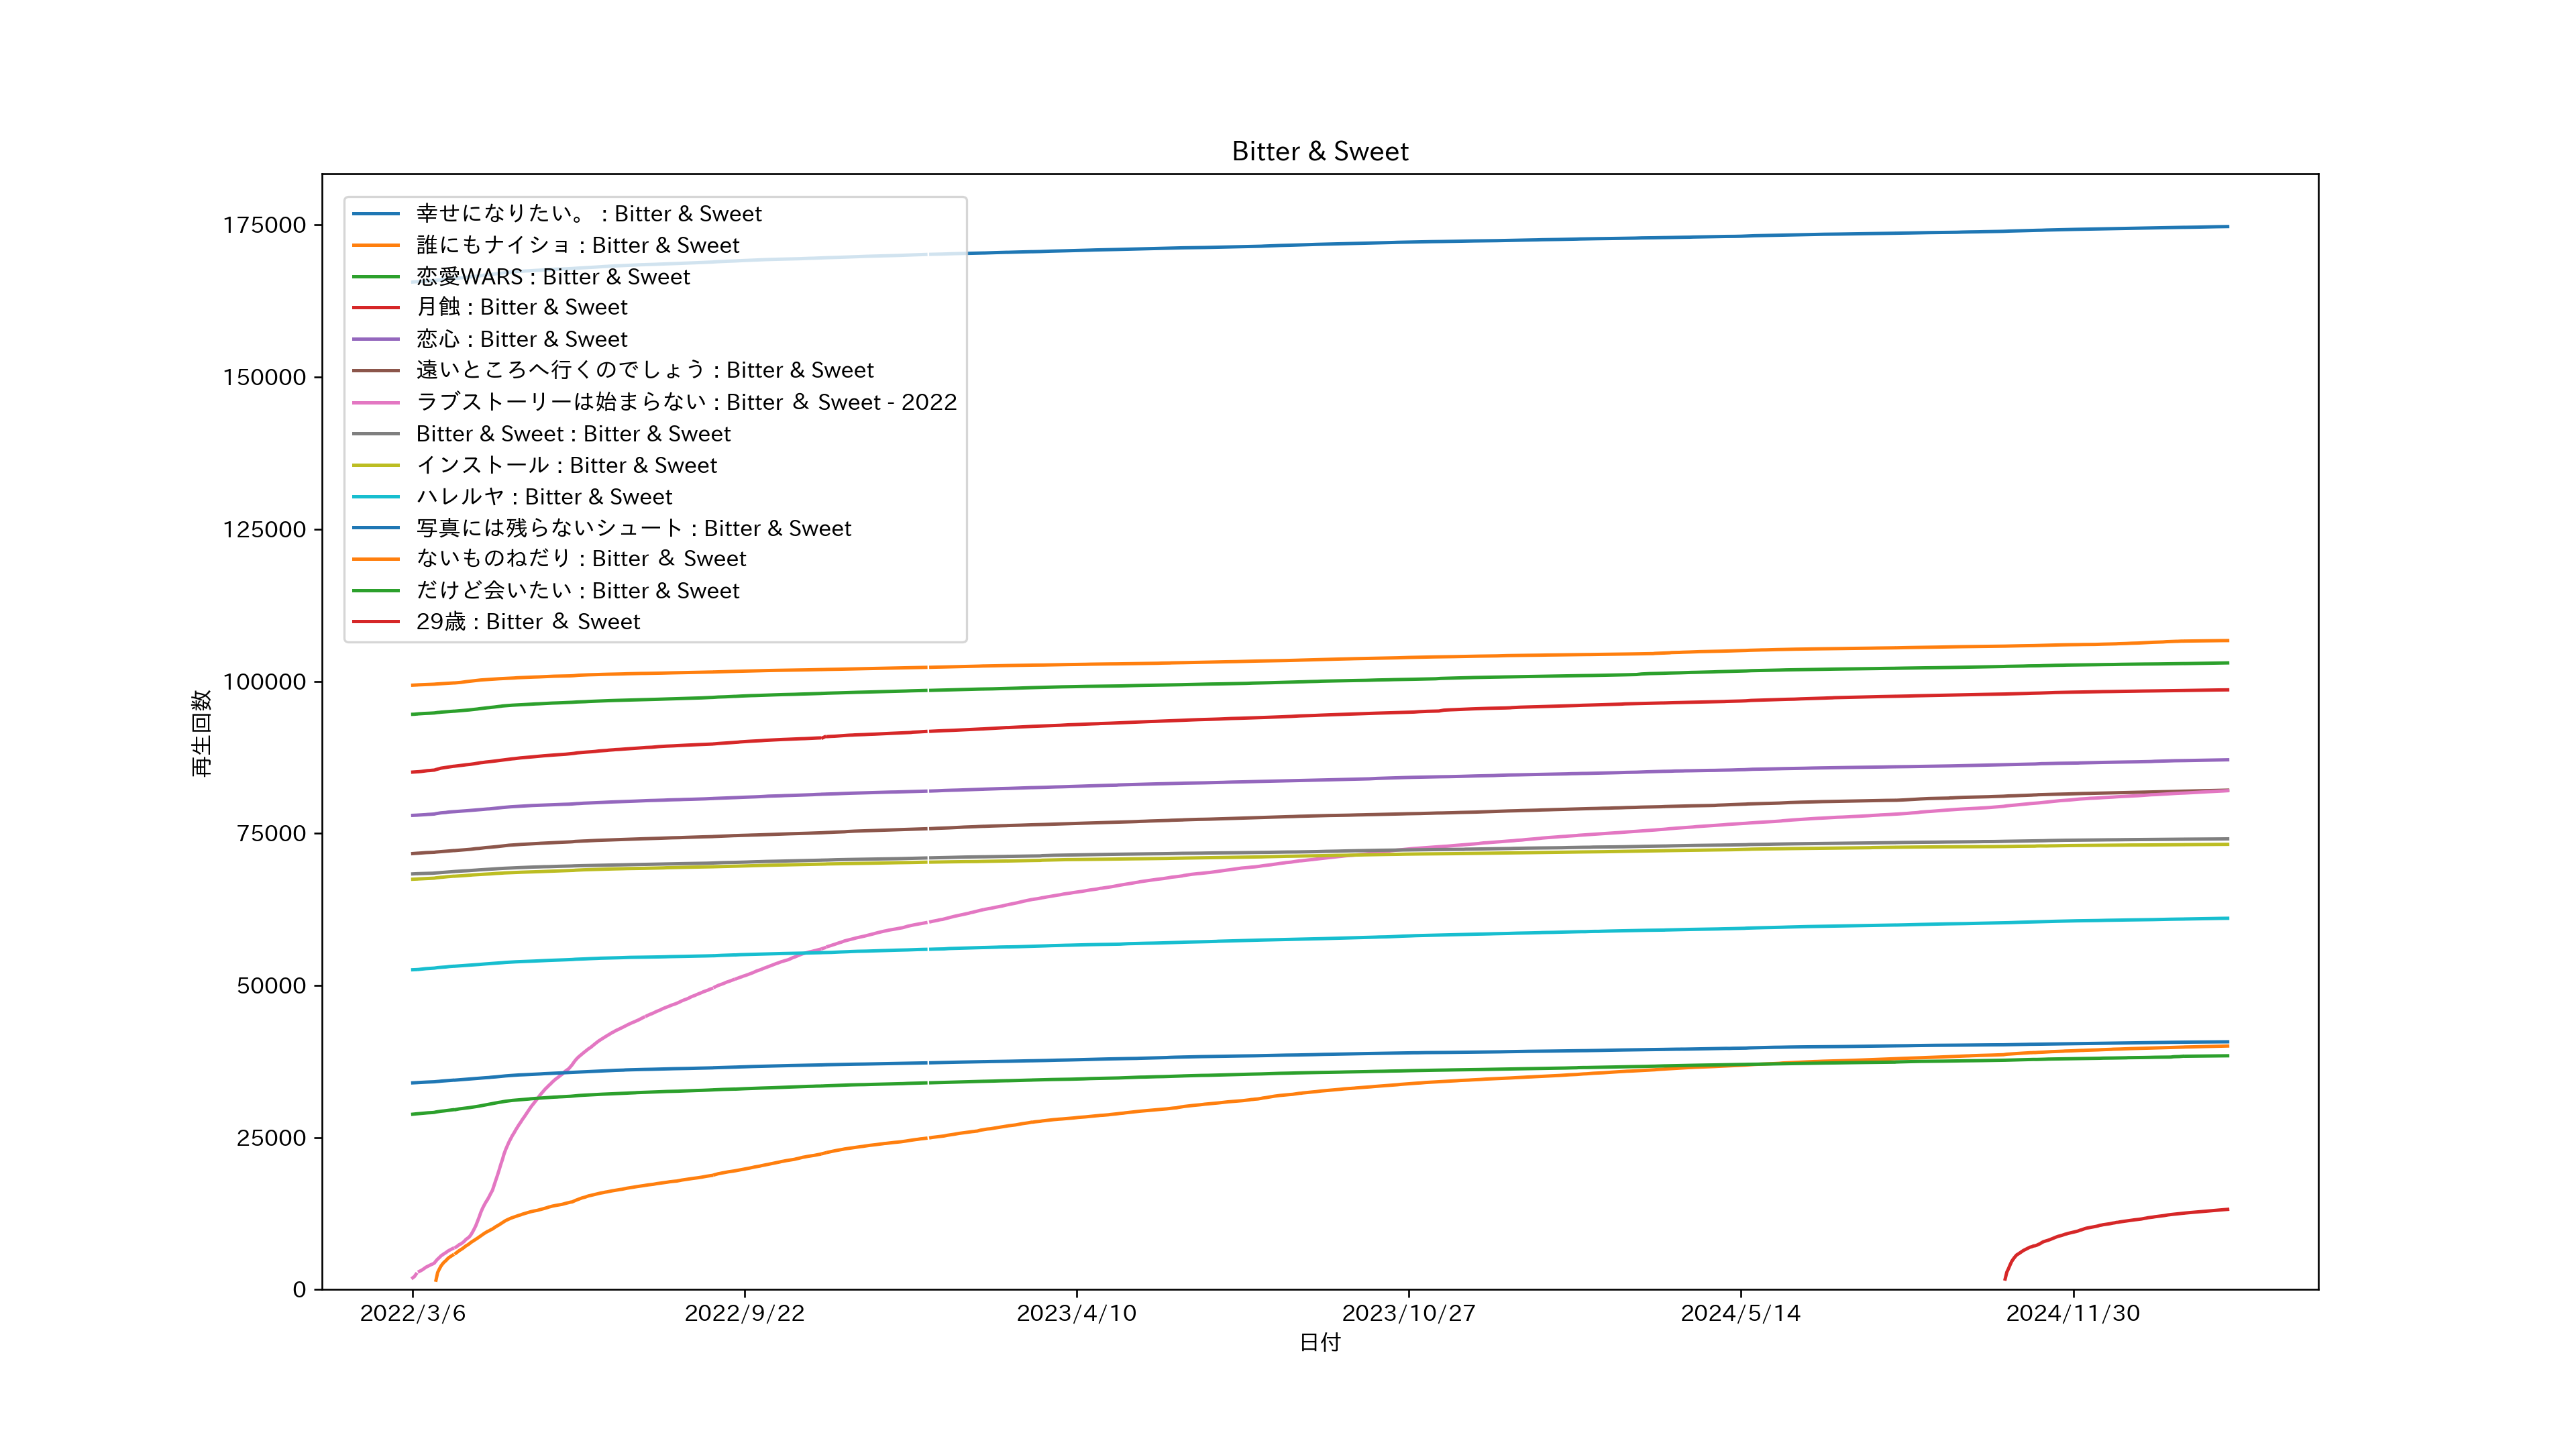 Bitter & Sweet
175000
150000
125000
100000
75000
50000
25000
0
再生回数
幸せになりたい。 : Bitter & Sweet
誰にもナイショ : Bitter & Sweet
恋愛WARS : Bitter & Sweet
月蝕 : Bitter & Sweet
恋心 : Bitter & Sweet
遠いところへ行くのでしょう : Bitter & Sweet
ラブストーリーは始まらない : Bitter ＆ Sweet - 2022
Bitter & Sweet : Bitter & Sweet
インストール : Bitter & Sweet
ハレルヤ : Bitter & Sweet
写真には残らないシュート : Bitter & Sweet
ないものねだり : Bitter ＆ Sweet
だけど会いたい : Bitter & Sweet
29歳 : Bitter ＆ Sweet
2022/3/6 2022/9/22 2023/4/10 2023/10/27 2024/5/14 2024/11/30
日付